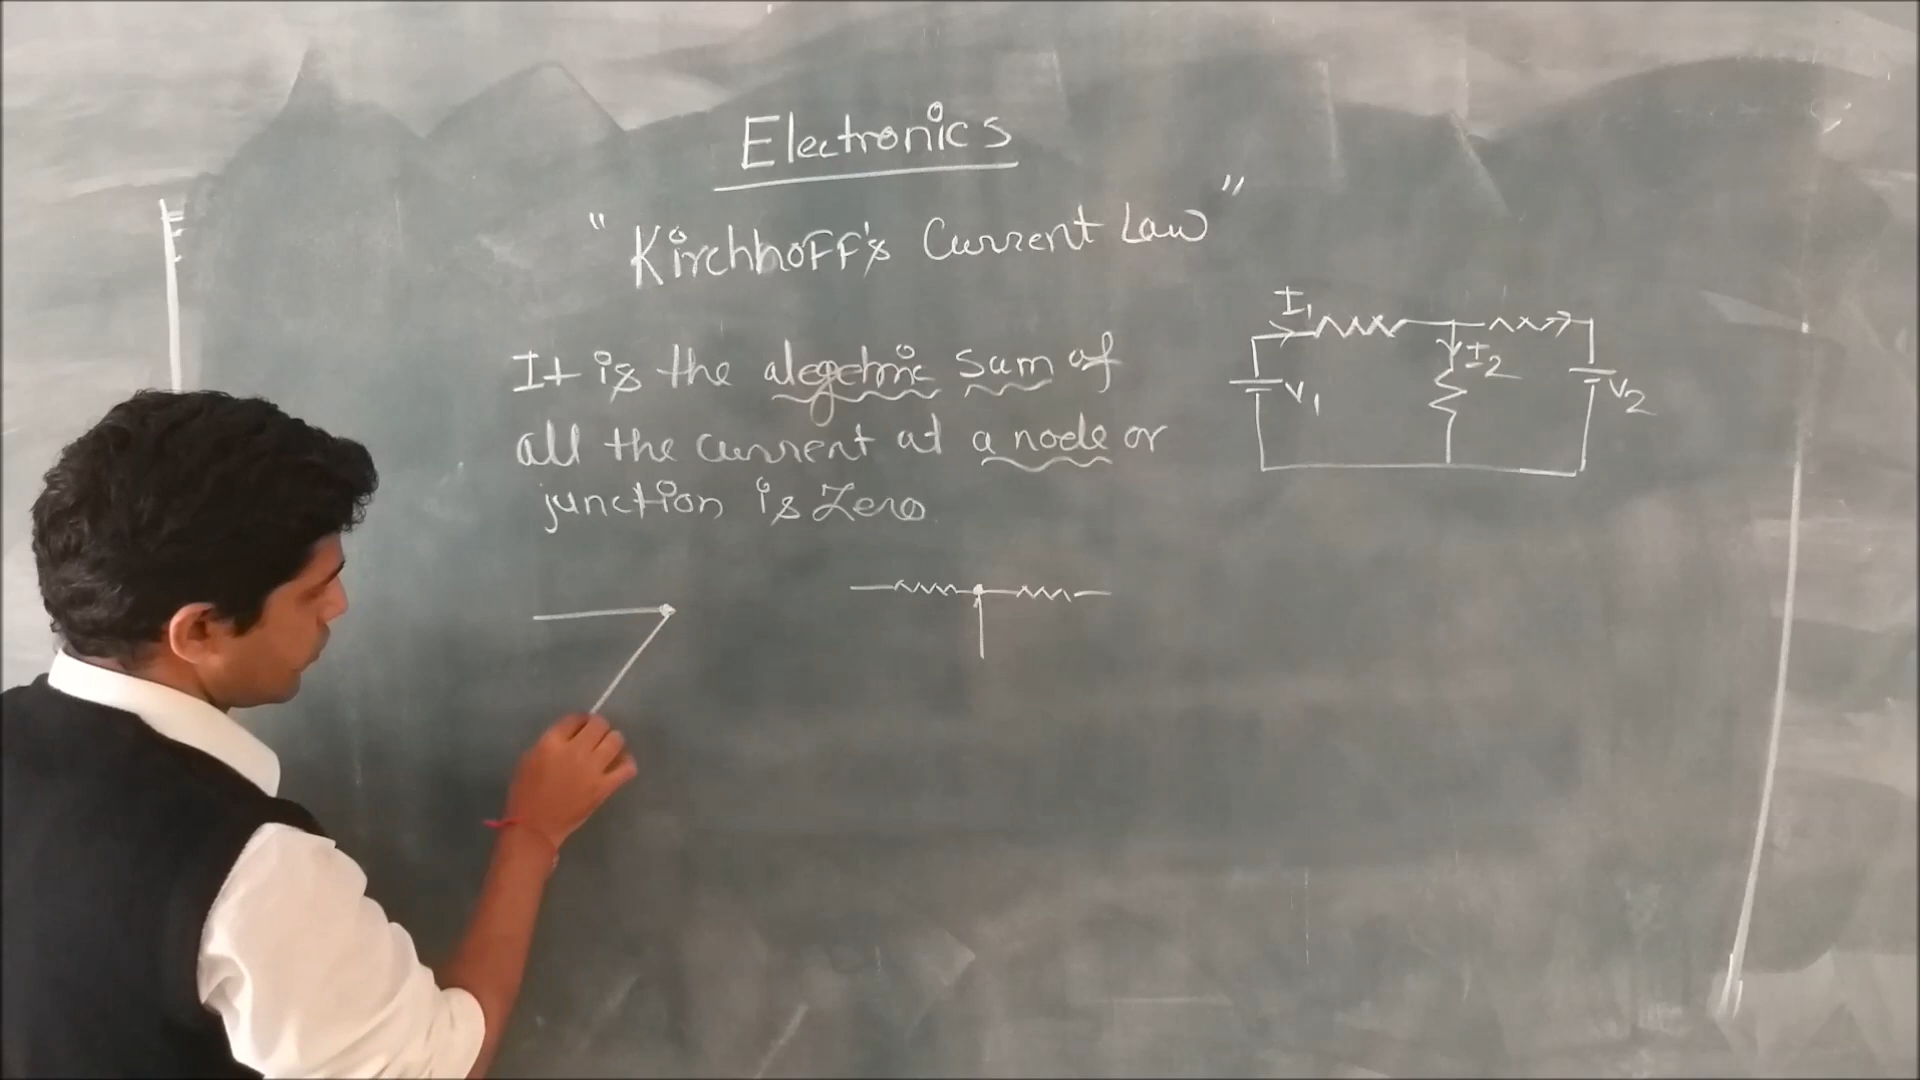 Electronics
"Kirchhoff's Current Law"
It is the alegebric sum of
all the current at a node or
junction is Zero
I1
I2
V1
V2